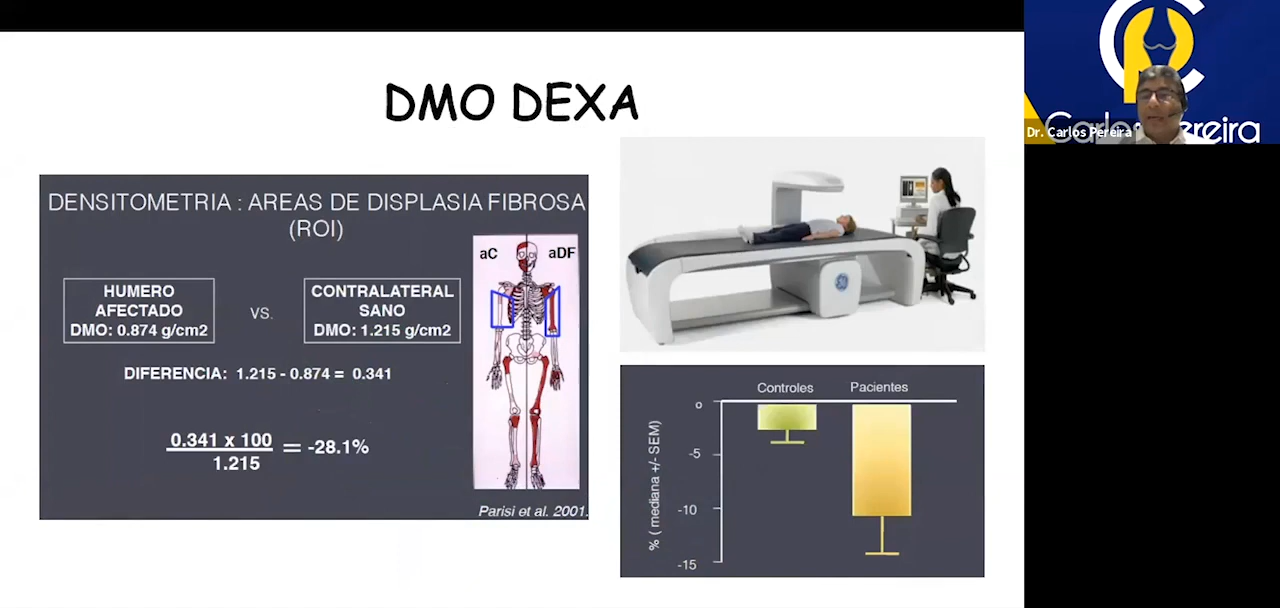 DMO DEXA
DENSITOMETRIA : AREAS DE DISPLASIA FIBROSA
(ROI)
HUMERO
AFECTADO
DMO: 0.874 g/cm2
VS.
CONTRALATERAL
SANO
DMO: 1.215 g/cm2
DIFERENCIA: 1.215 - 0.874 = 0.341
0.341 x 100
1.215
= -28.1%
aC
aDF
Parisi et al. 2001.
Controles
Pacientes
0
-5
-10
-15
% ( mediana +/- SEM)
Dr. Carlos Pereira